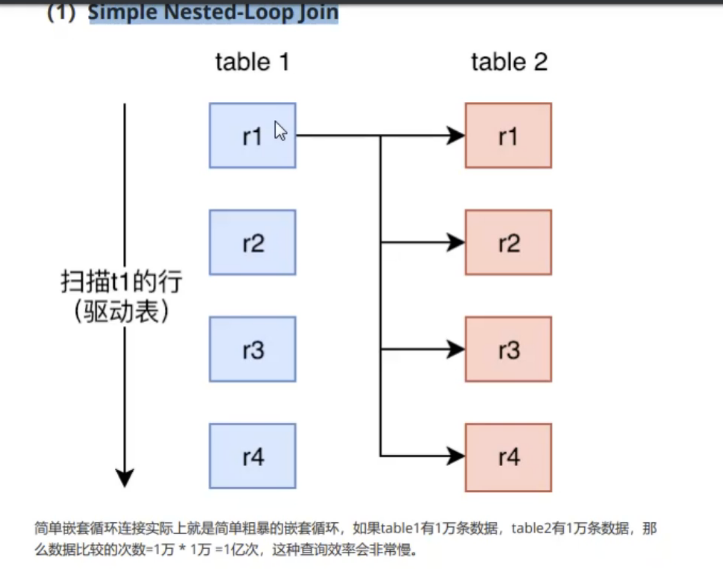 （1）Simple Nested-Loop Join
table 1
table 2
r1
r1
r2
r2
扫描t1的行
（驱动表）
r3
r3
r4
r4
简单嵌套循环连接实际上就是简单粗暴的嵌套循环，如果table1有1万条数据，table2有1万条数据，那
么数据比较的次数=1万 * 1万 =1亿次，这种查询效率会非常慢。